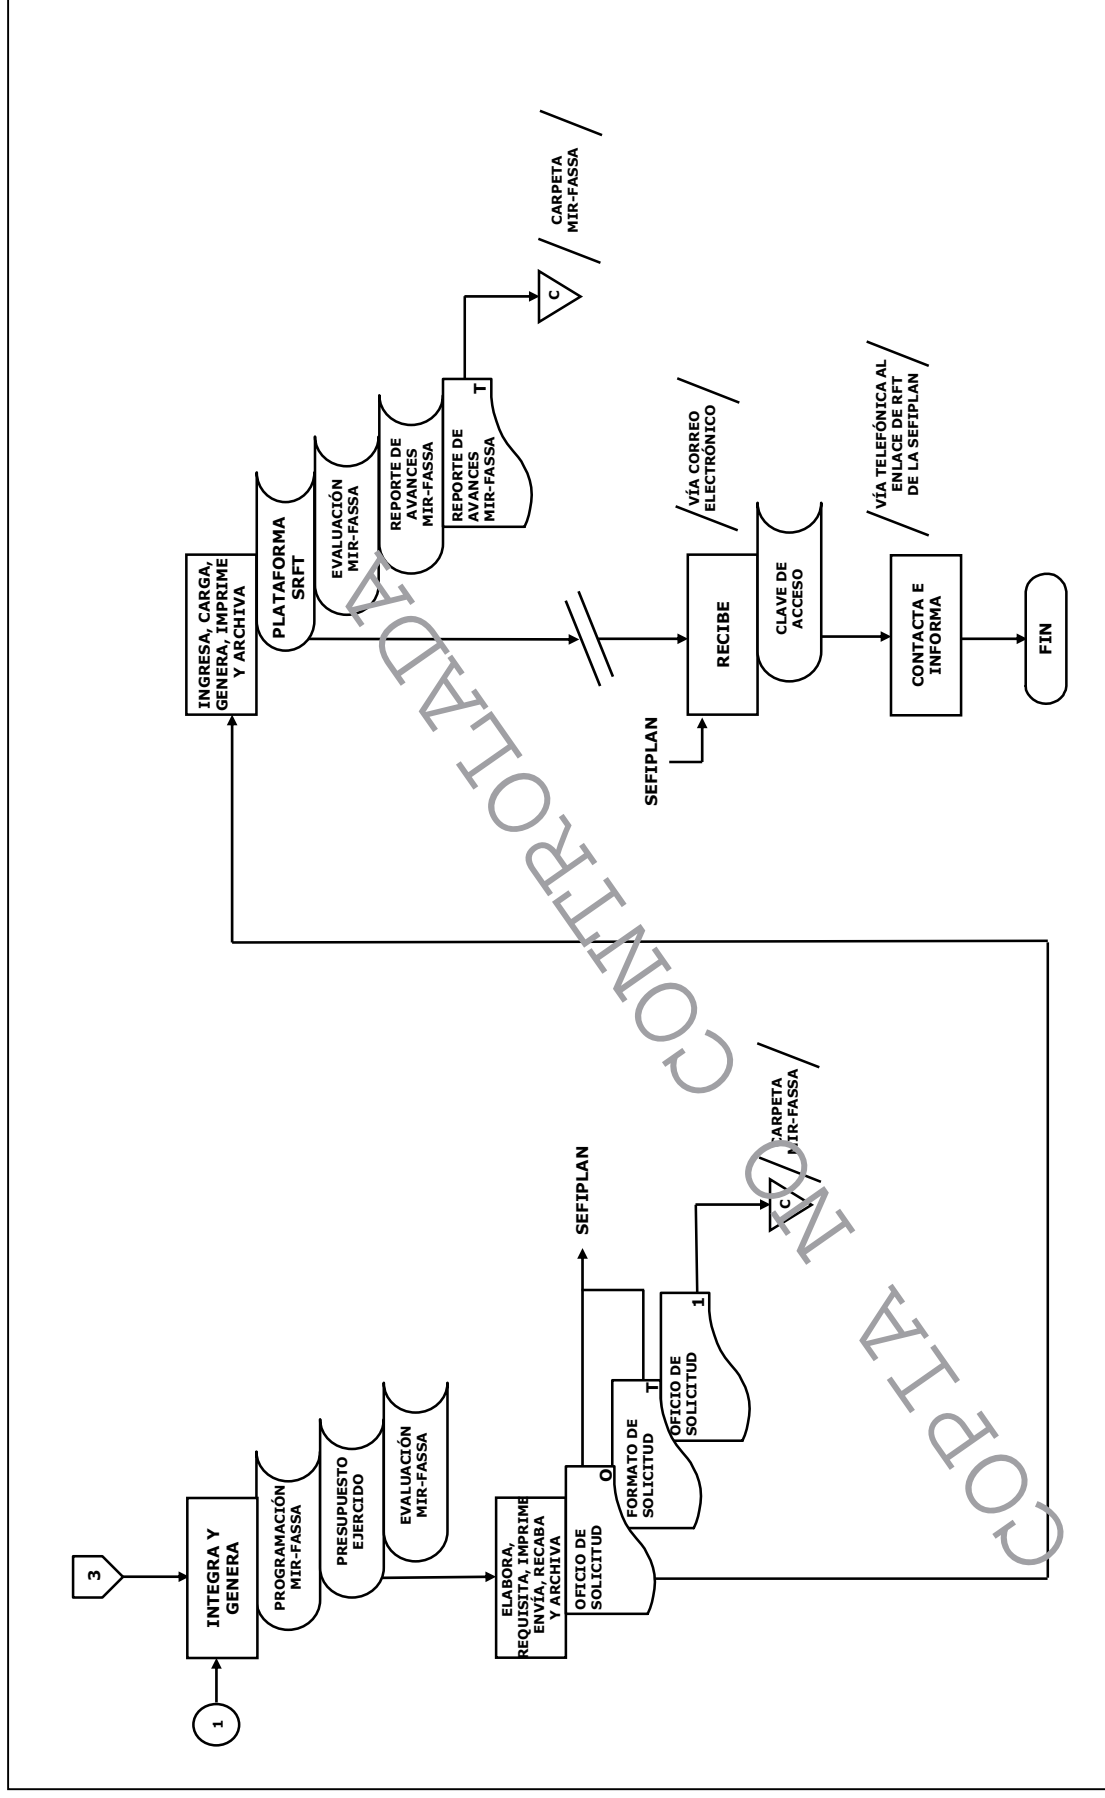 3
1
INTEGRA Y
GENERA
PROGRAMACIÓN
MIR-FASSA
PRESUPUESTO
EJERCIDO
EVALUACIÓN
MIR-FASSA
ELABORA,
REQUISITA, IMPRIME
ENVÍA, RECABA
Y ARCHIVA
OFICIO DE
SOLICITUD
O
FORMATO DE
SOLICITUD
T
OFICIO DE
SOLICITUD
1
SEFIPLAN
C
CARPETA
MIR-FASSA
INGRESA, CARGA,
GENERA, IMPRIME
Y ARCHIVA
PLATAFORMA
SRFT
EVALUACIÓN
MIR-FASSA
REPORTE DE
AVANCES
MIR-FASSA
REPORTE DE
AVANCES
MIR-FASSA
T
C
CARPETA
MIR-FASSA
SEFIPLAN
RECIBE
CLAVE DE
ACCESO
VÍA CORREO
ELECTRÓNICO
CONTACTA E
INFORMA
VÍA TELEFÓNICA AL
ENLACE DE RFT
DE LA SEFIPLAN
FIN
COPIA NO CONTROLADA